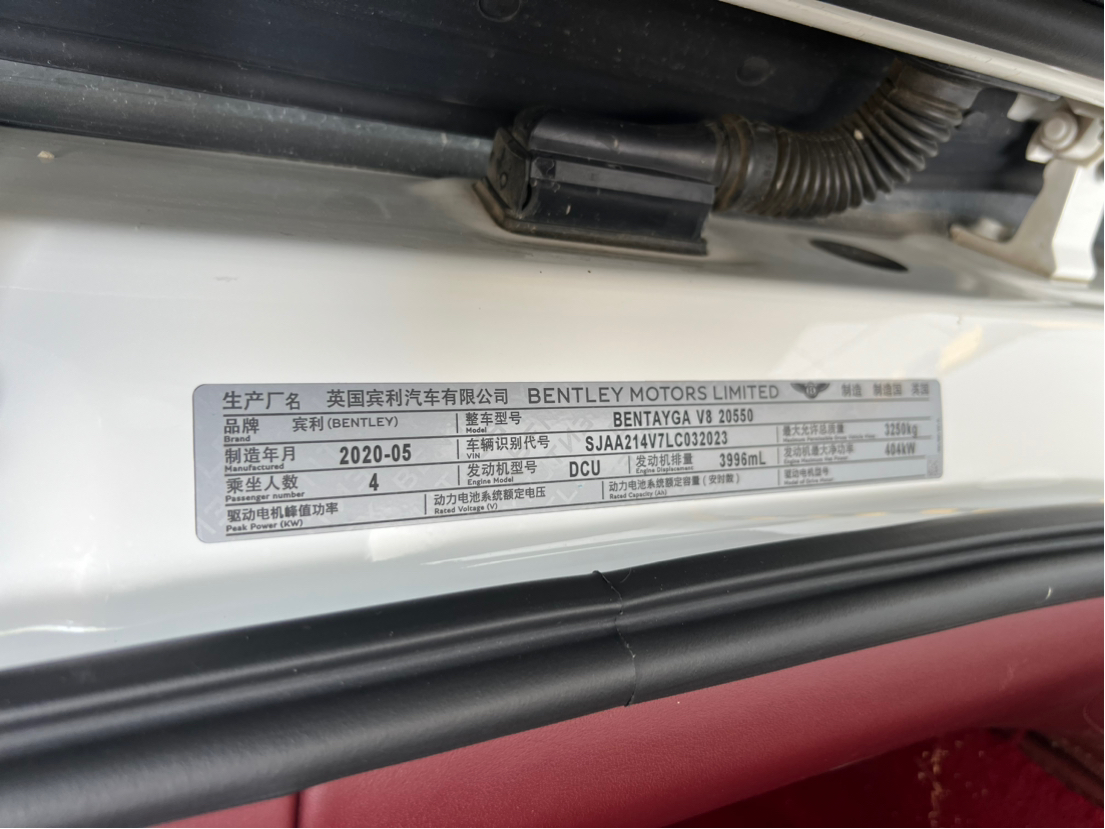 生产厂名 英国宾利汽车有限公司 BENTLEY MOTORS LIMITED 制造 制造国 英国
品牌 Brand 宾利(BENTLEY) 整车型号 Model BENTAYGA V8 20550
制造年月 Manufactured 2020-05 车辆识别代号 VIN SJAA214V7LC032023 最大允许总质量 3250kg
乘坐人数 Passenger number 4 发动机型号 Engine Model DCU 发动机排量 Engine Displacement 3996mL 发动机最大净功率 404kW
驱动电机峰值功率 Peak Power (KW) 动力电池系统额定电压 Rated Voltage (V) 动力电池系统额定容量(安时数) Rated Capacity (Ah) 驱动电机型号